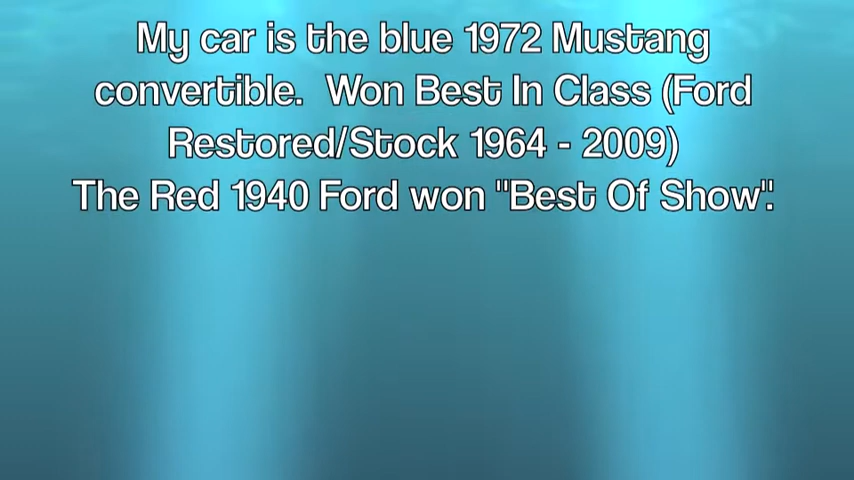 My car is the blue 1972 Mustang
convertible.  Won Best In Class (Ford
Restored/Stock 1964 - 2009)
The Red 1940 Ford won "Best Of Show".